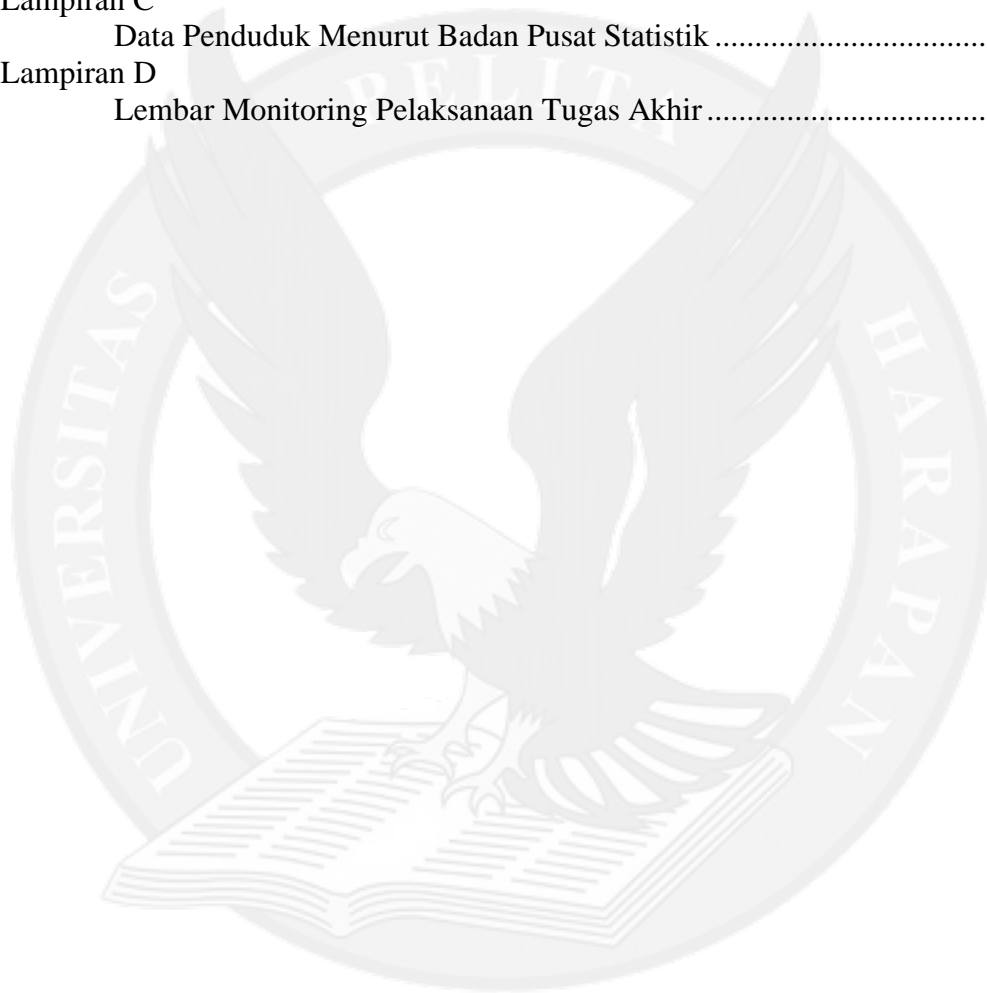 Lampiran C
Data Penduduk Menurut Badan Pusat Statistik ..................................
Lampiran D
Lembar Monitoring Pelaksanaan Tugas Akhir ...................................
UNIVERSITAS PELITA HARAPAN